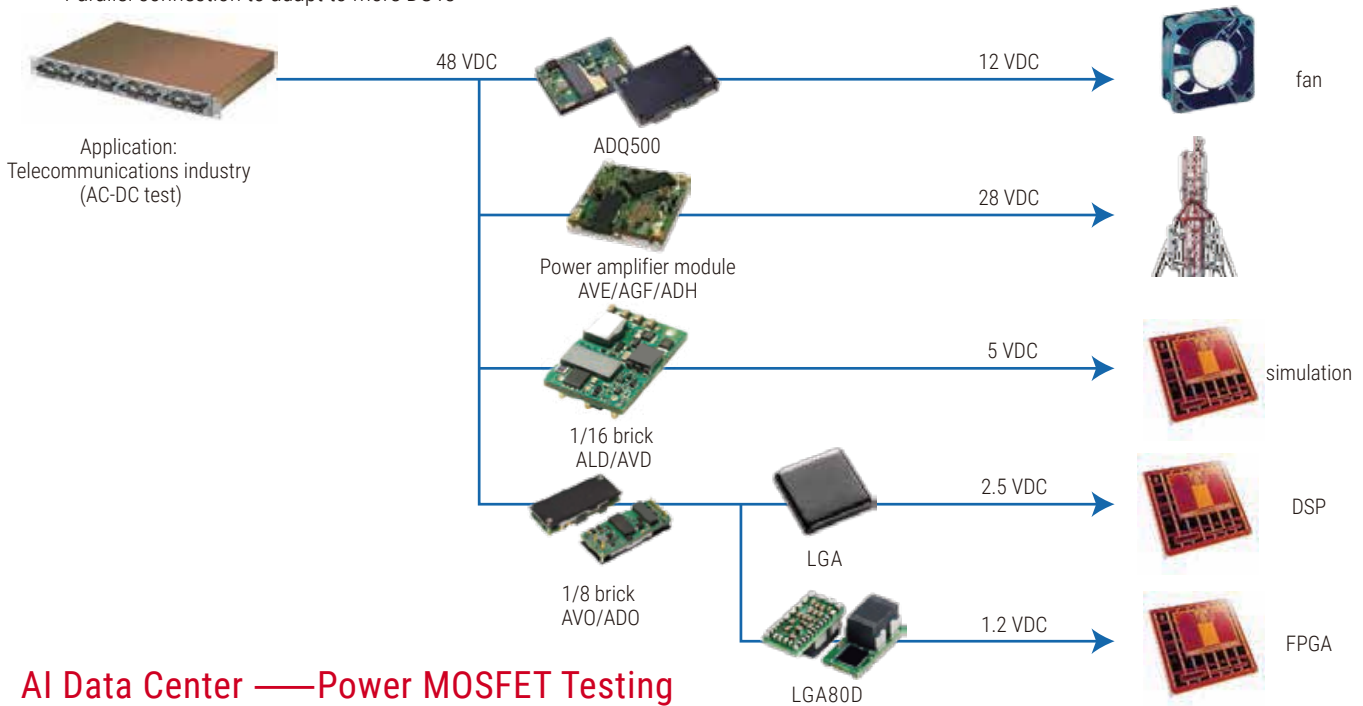 48 VDC
12 VDC
fan
Application:
Telecommunications industry
(AC-DC test)
ADQ500
28 VDC
Power amplifier module
AVE/AGF/ADH
5 VDC
simulation
1/16 brick
ALD/AVD
2.5 VDC
DSP
LGA
1/8 brick
AVO/ADO
1.2 VDC
FPGA
LGA80D
AI Data Center ——Power MOSFET Testing